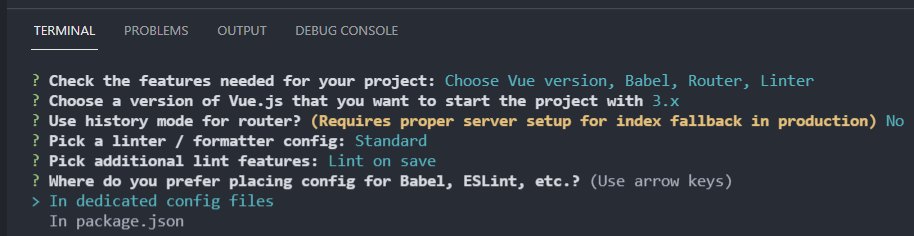 TERMINAL PROBLEMS OUTPUT DEBUG CONSOLE
? Check the features needed for your project: Choose Vue version, Babel, Router, Linter
? Choose a version of Vue.js that you want to start the project with 3.x
? Use history mode for router? (Requires proper server setup for index fallback in production) No
? Pick a linter / formatter config: Standard
? Pick additional lint features: Lint on save
? Where do you prefer placing config for Babel, ESLint, etc.? (Use arrow keys)
> In dedicated config files
In package.json